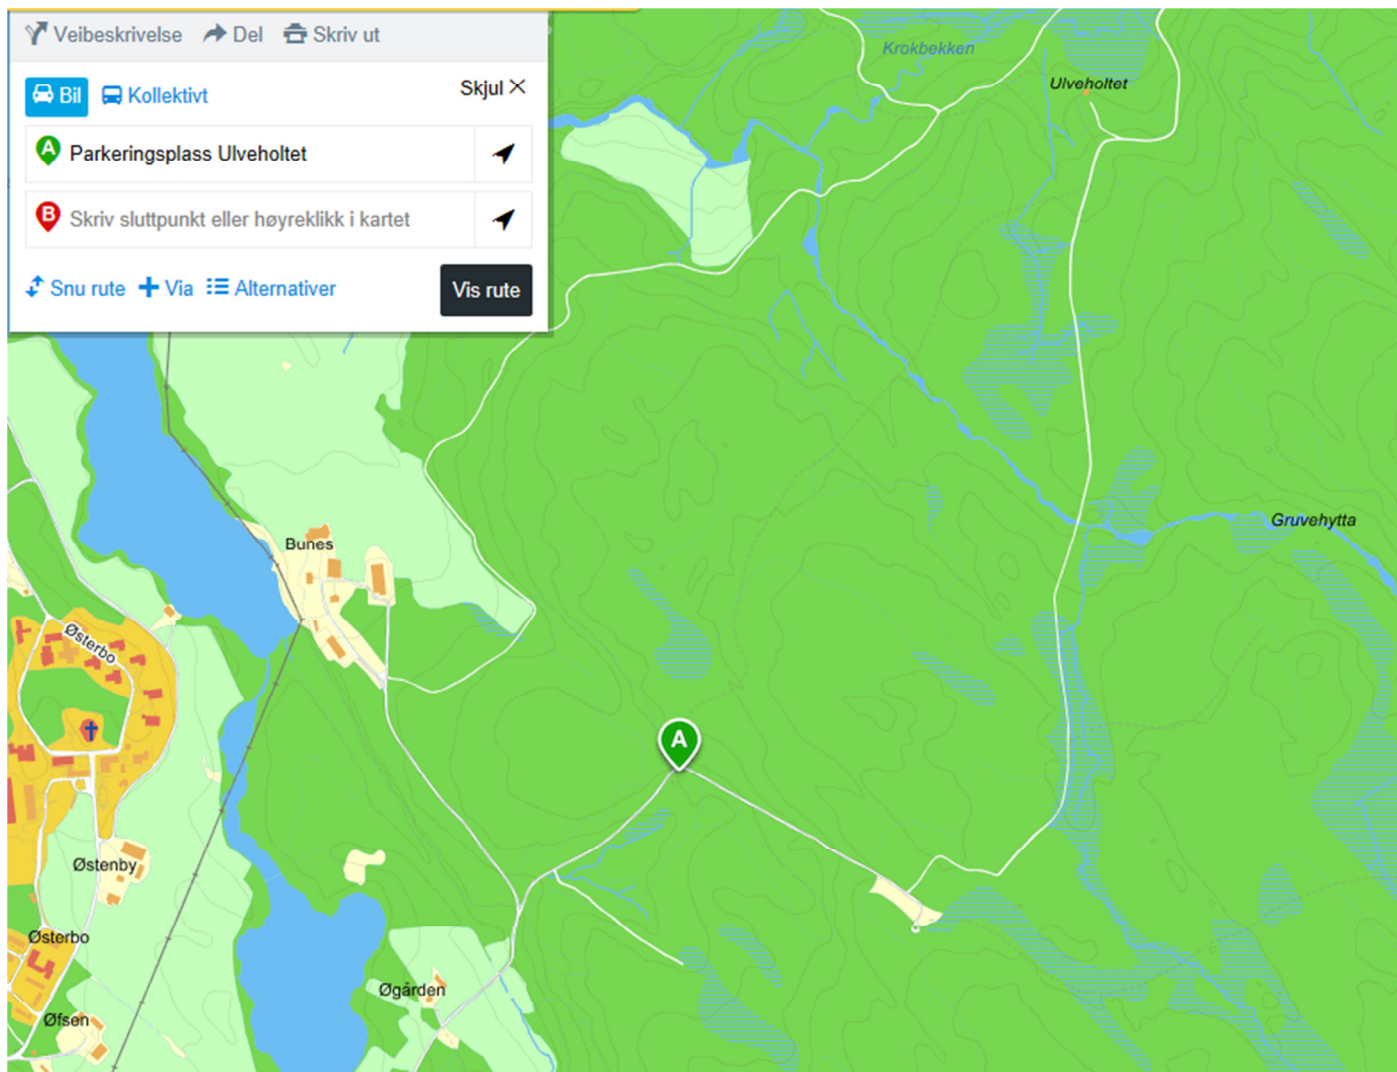 Veibeskrivelse Del Skriv ut
Bil Kollektivt Skjul
A Parkeringsplass Ulveholtet
B Skriv sluttpunkt eller høyreklikk i kartet
Snu rute Via Alternativer Vis rute
Krokbekken
Ulveholtet
Gruvehytta
Bunes
Østerbo
A
Østenby
Østerbo
Øgården
Øfsen